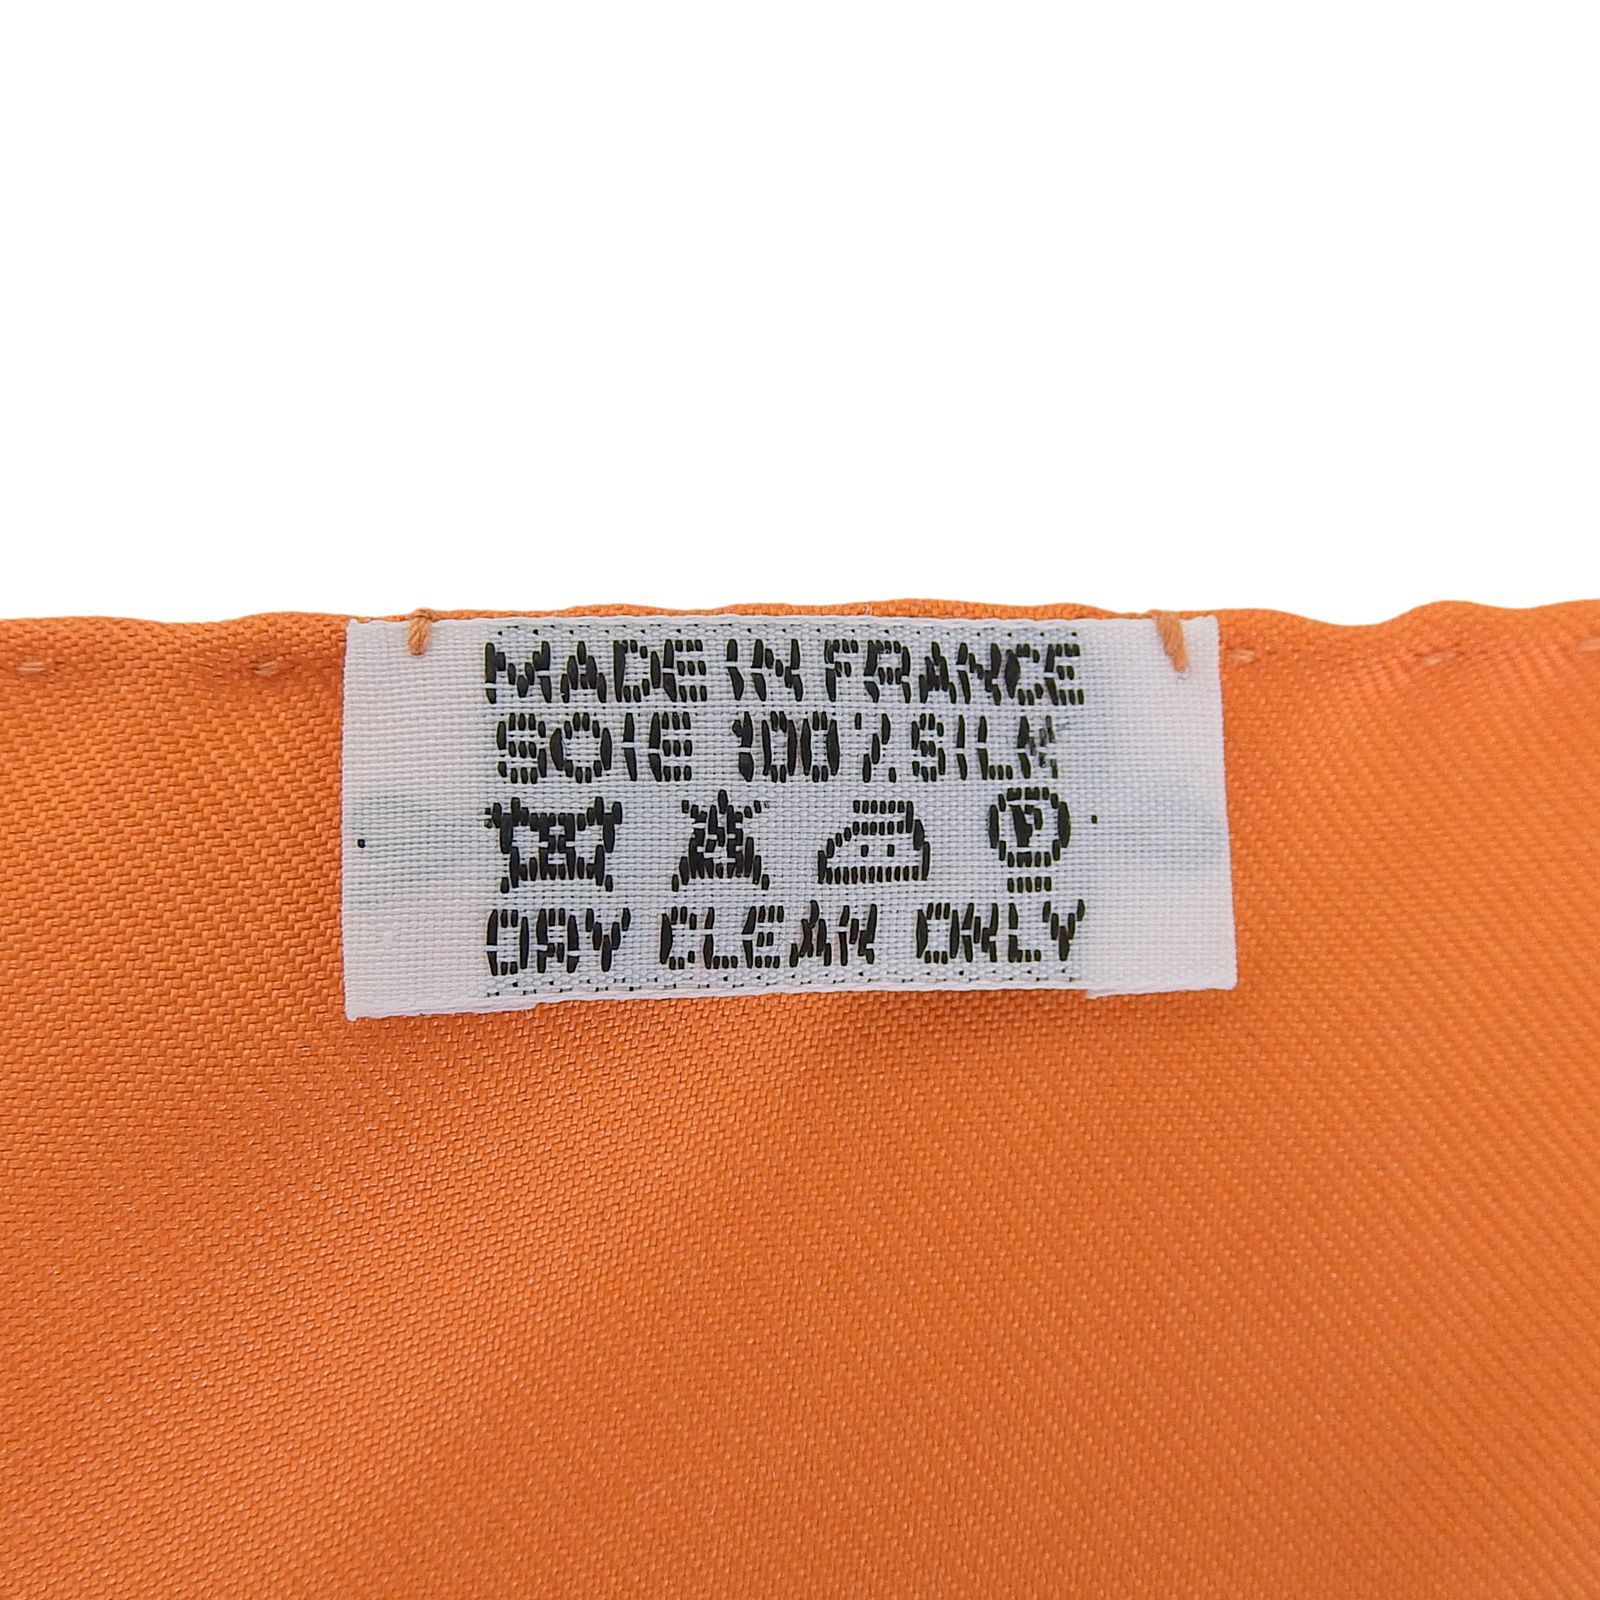 MADE IN FRANCE
SOIE 100% SILK
P
DRY CLEAN ONLY